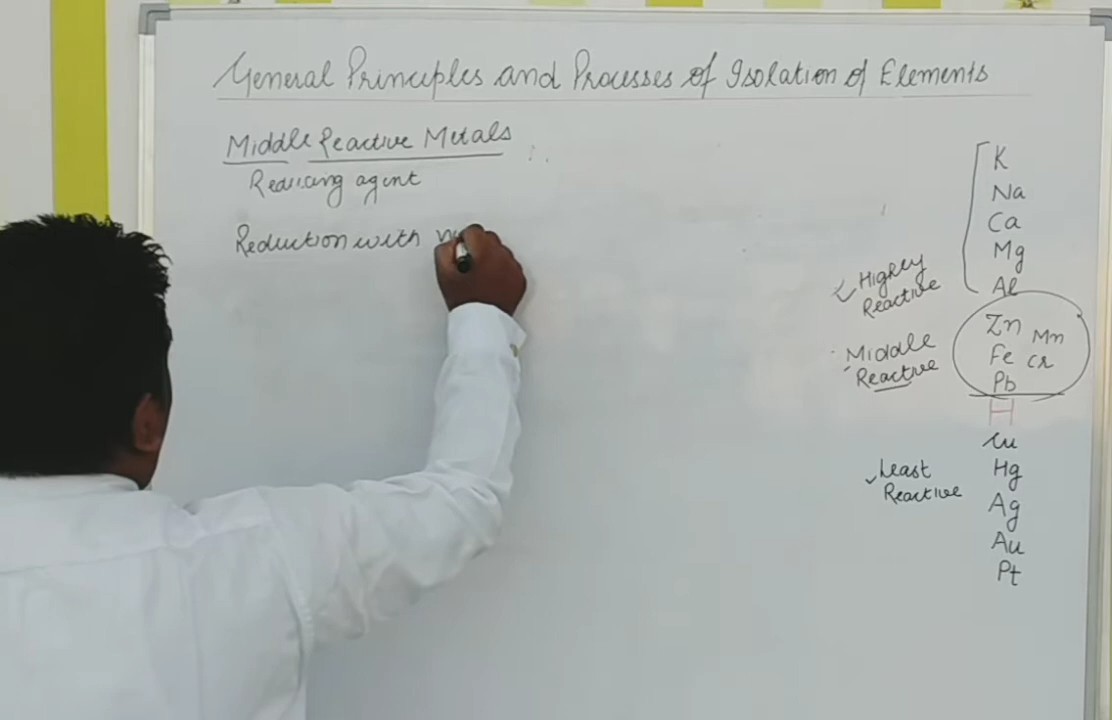 General Principles and Processes of Isolation of Elements
Middle Reactive Metals
Reducing agent
Reduction with
K
Na
Ca
Mg
Al
Highly
Reactive
Zn
Mn
Fe
Cr
Pb
Middle
Reactive
H
Cu
Hg
Ag
Au
Pt
Least
Reactive